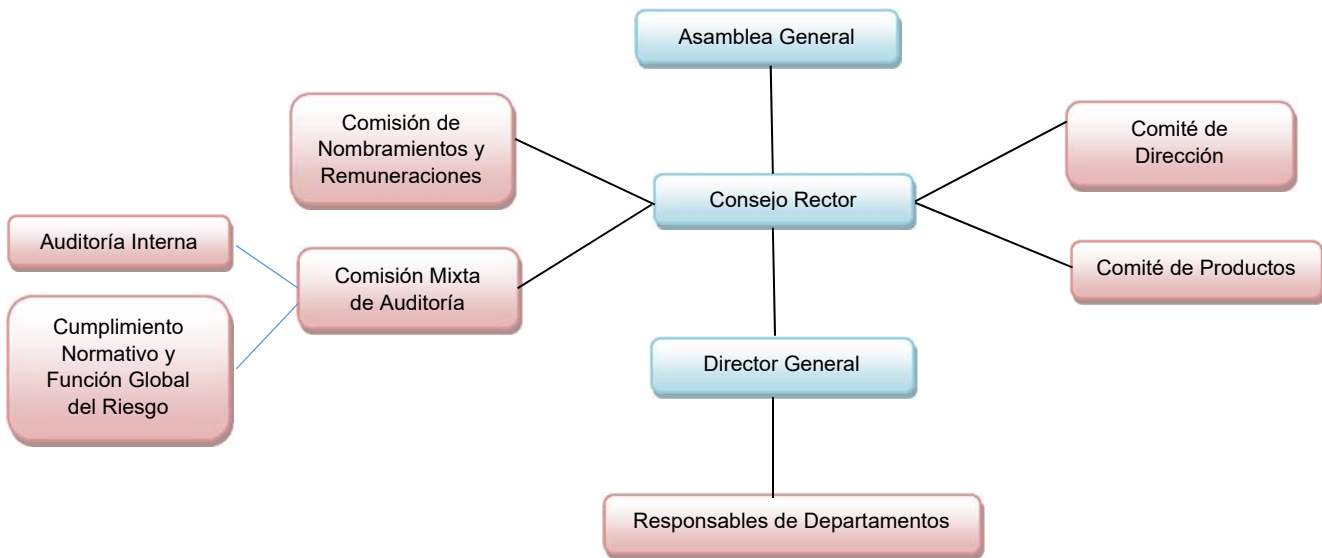 Asamblea General
Comisión de
Nombramientos y
Remuneraciones
Comité de
Dirección
Consejo Rector
Auditoría Interna
Comisión Mixta
de Auditoría
Comité de Productos
Cumplimiento
Normativo y
Función Global
del Riesgo
Director General
Responsables de Departamentos